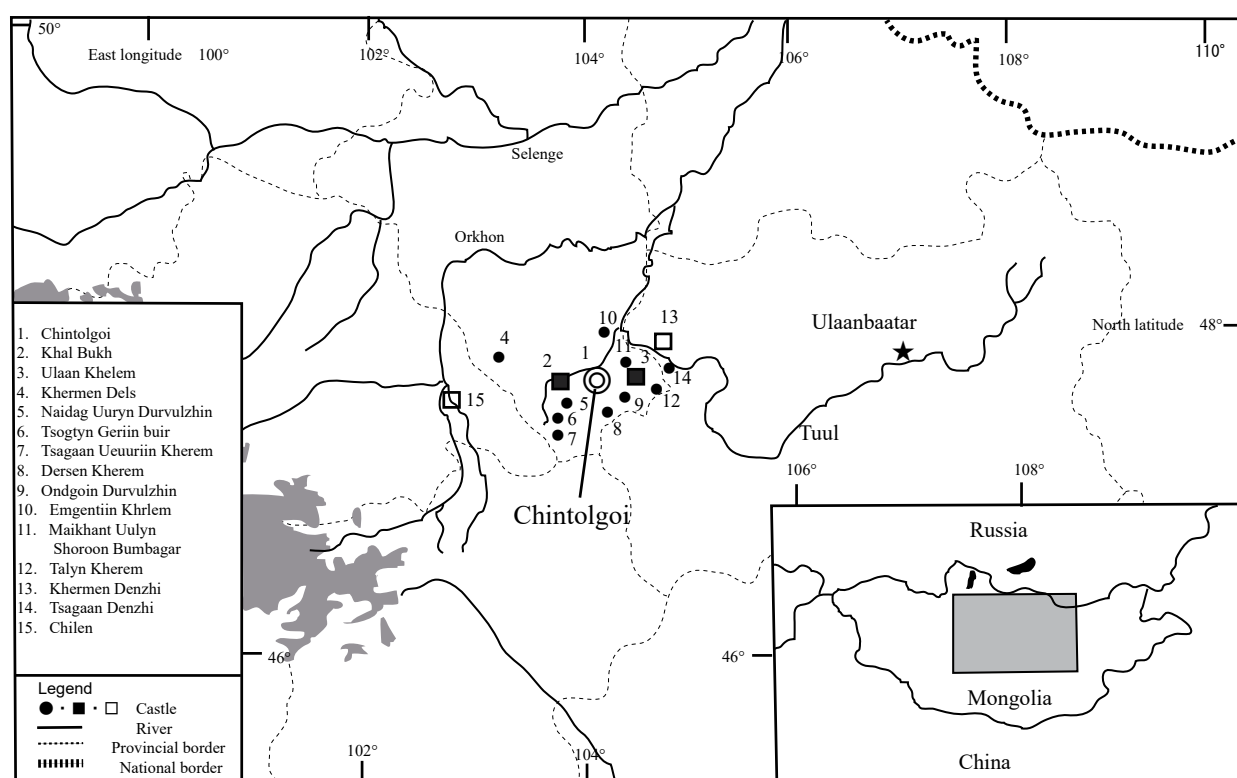 50°
East longitude 100° 102° 104° 106° 108° 110°
Selenge
Orkhon
Ulaanbaatar
North latitude 48°
10 13
4 11 3
2 1 14
15 5 9 12
6 8
7
Tuul
Chintolgoi
1. Chintolgoi
2. Khal Bukh
3. Ulaan Khelem
4. Khermen Dels
5. Naidag Uuryn Durvulzhin
6. Tsogtyn Geriin buir
7. Tsagaan Ueuuriin Kherem
8. Dersen Kherem
9. Ondgoin Durvulzhin
10. Emgentiin Khrlem
11. Maikhant Uulyn
Shoroon Bumbagar
12. Talyn Kherem
13. Khermen Denzhi
14. Tsagaan Denzhi
15. Chilen
46° 46°
106° 108°
Legend
Castle
River
Provincial border
National border
102° 104°
Russia
Mongolia
China